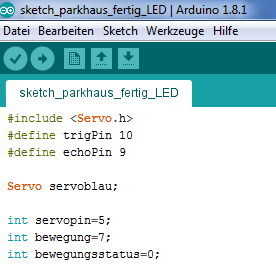 sketch_parkhaus_fertig_LED | Arduino 1.8.1
Datei Bearbeiten Sketch Werkzeuge Hilfe
sketch_parkhaus_fertig_LED
#include <Servo.h>
#define trigPin 10
#define echoPin 9
Servo servoblau;
int servopin=5;
int bewegung=7;
int bewegungsstatus=0;